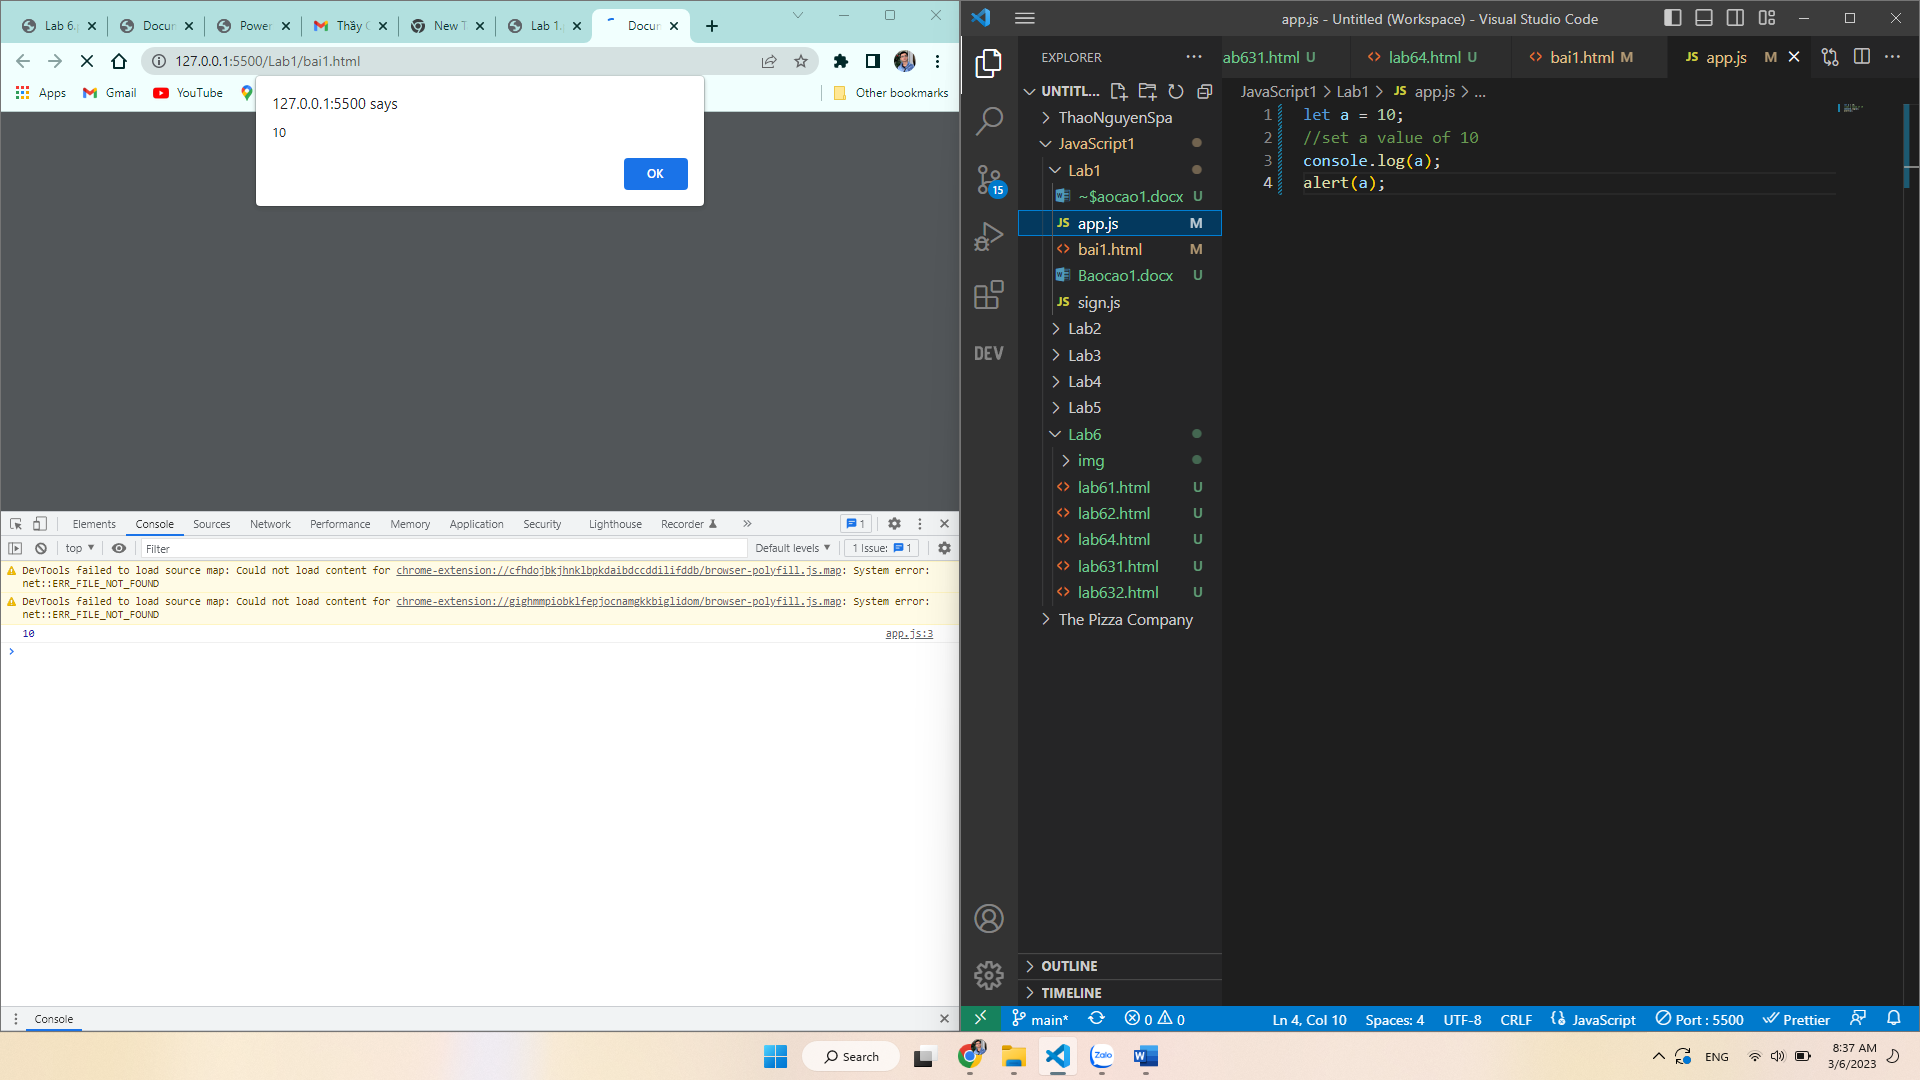 Lab 6.
Docum
Power
Thầy
New T
Lab 1.
Docum
127.0.0.1:5500/Lab1/bai1.html
Apps
Gmail
YouTube
Other bookmarks
127.0.0.1:5500 says
10
OK
Elements
Console
Sources
Network
Performance
Memory
Application
Security
Lighthouse
Recorder
1
top
Filter
Default levels
1 Issue: 1
DevTools failed to load source map: Could not load content for chrome-extension://cfhdojbkjhnklbpkdaibdccddilifddb/browser-polyfill.js.map: System error:
net::ERR_FILE_NOT_FOUND
DevTools failed to load source map: Could not load content for chrome-extension://gighmmpiobklfepjocnamgkkbiglidom/browser-polyfill.js.map: System error:
net::ERR_FILE_NOT_FOUND
10 app.js:3
Console
app.js - Untitled (Workspace) - Visual Studio Code
EXPLORER
ab631.html U
lab64.html U
bai1.html M
JS app.js M
UNTITL...
ThaoNguyenSpa
JavaScript1
Lab1
~$aocao1.docx U
JS app.js M
bai1.html M
Baocao1.docx U
JS sign.js
Lab2
Lab3
Lab4
Lab5
Lab6
img
lab61.html U
lab62.html U
lab64.html U
lab631.html U
lab632.html U
The Pizza Company
OUTLINE
TIMELINE
15
DEV
JavaScript1 > Lab1 > JS app.js > ...
1 let a = 10;
2 //set a value of 10
3 console.log(a);
4 alert(a);
main*
0 0
Ln 4, Col 10
Spaces: 4
UTF-8
CRLF
JavaScript
Port : 5500
Prettier
Search
Zalo
ENG
8:37 AM
3/6/2023